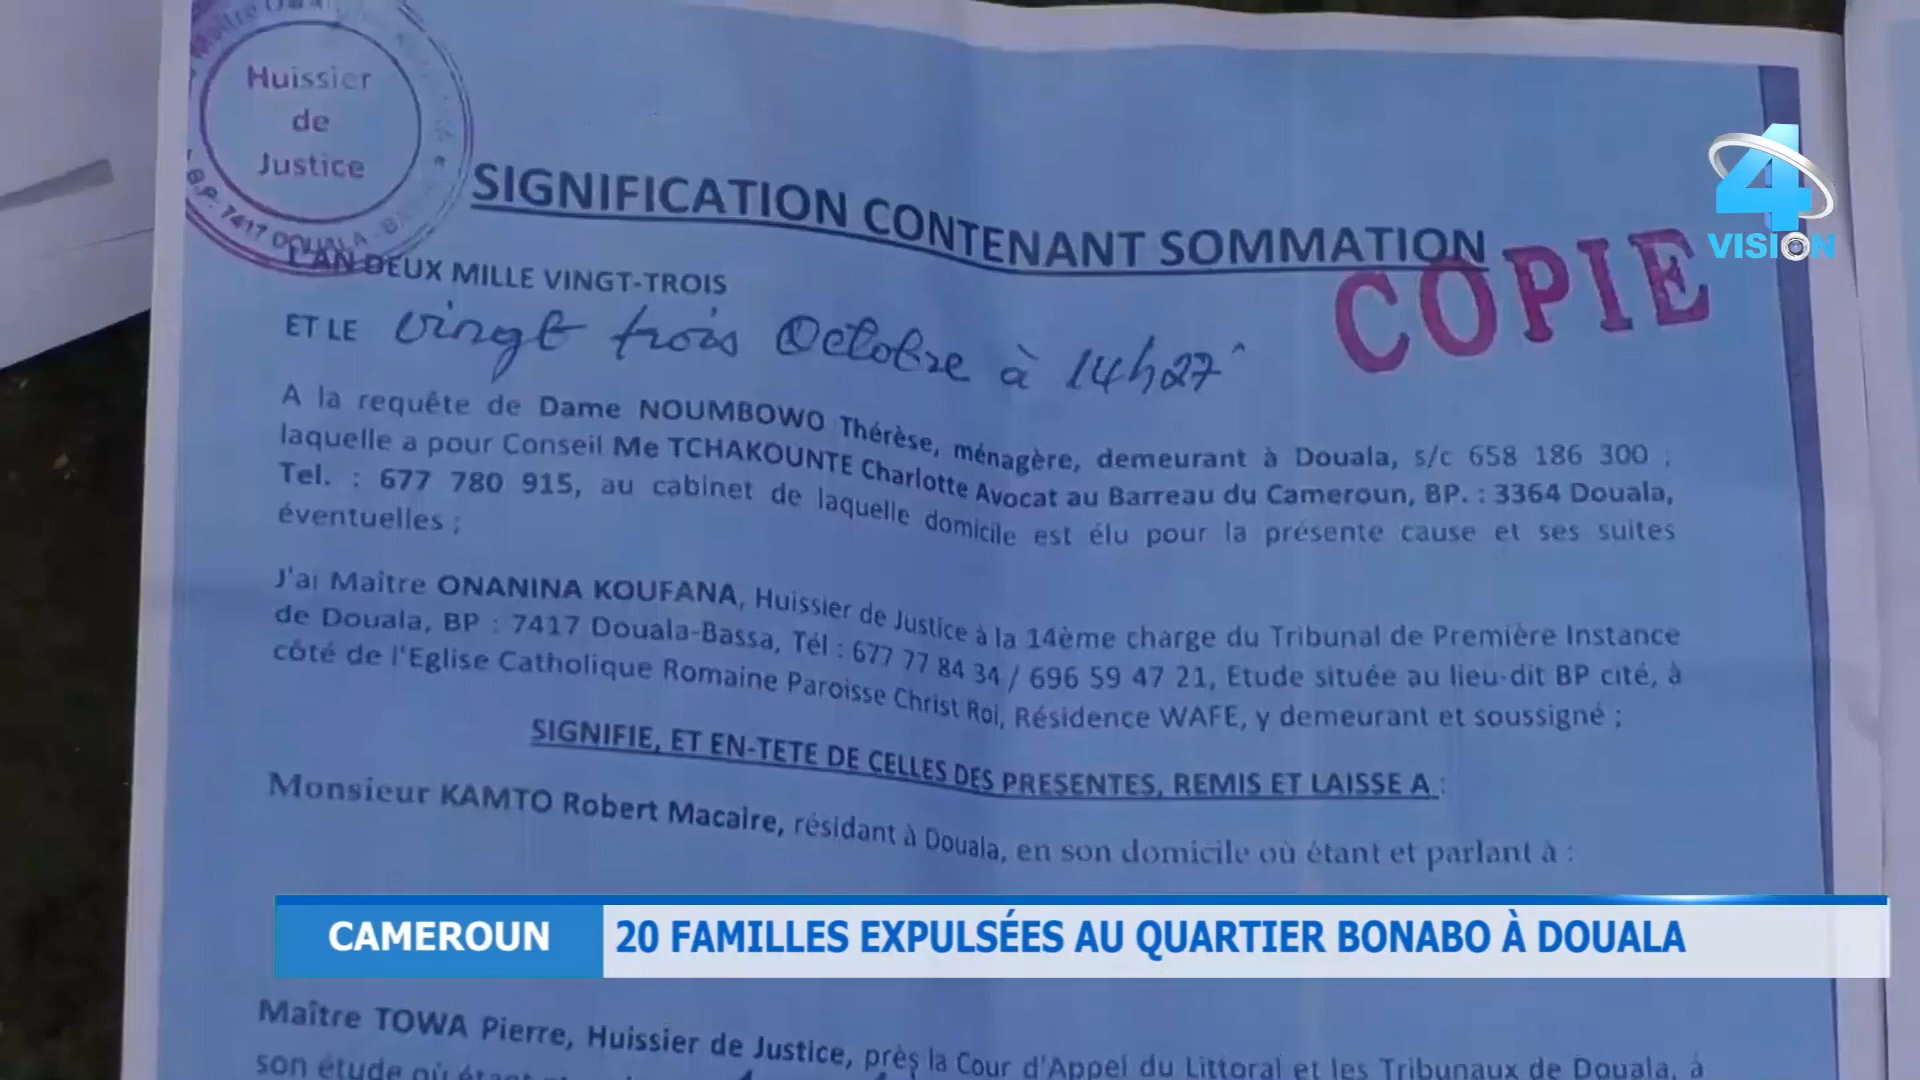 Huissier
de
Justice
B.P: 7417 DOUALA - BA
SIGNIFICATION CONTENANT SOMMATION
COPIE
4
VISION
L'AN DEUX MILLE VINGT-TROIS
ET LE vingt trois Octobre à 14h27
A la requête de Dame NOUMBOWO Thérèse, ménagère, demeurant à Douala, s/c 658 186 300 ;
laquelle a pour Conseil Me TCHAKOUNTE Charlotte Avocat au Barreau du Cameroun, BP. : 3364 Douala,
Tel. : 677 780 915, au cabinet de laquelle domicile est élu pour la présente cause et ses suites
éventuelles ;
J'ai Maître ONANINA KOUFANA, Huissier de Justice à la 14ème charge du Tribunal de Première Instance
de Douala, BP : 7417 Douala-Bassa, Tél : 677 77 84 34 / 696 59 47 21, Etude située au lieu-dit BP cité, à
côté de l'Eglise Catholique Romaine Paroisse Christ Roi, Résidence WAFE, y demeurant et soussigné ;
SIGNIFIE, ET EN-TETE DE CELLES DES PRESENTES, REMIS ET LAISSE A :
Monsieur KAMTO Robert Macaire, résidant à Douala, en son domicile où étant et parlant à :
CAMEROUN
20 FAMILLES EXPULSÉES AU QUARTIER BONABO À DOUALA
Maître TOWA Pierre, Huissier de Justice, près la Cour d'Appel du Littoral et les Tribunaux de Douala, à
son étude où